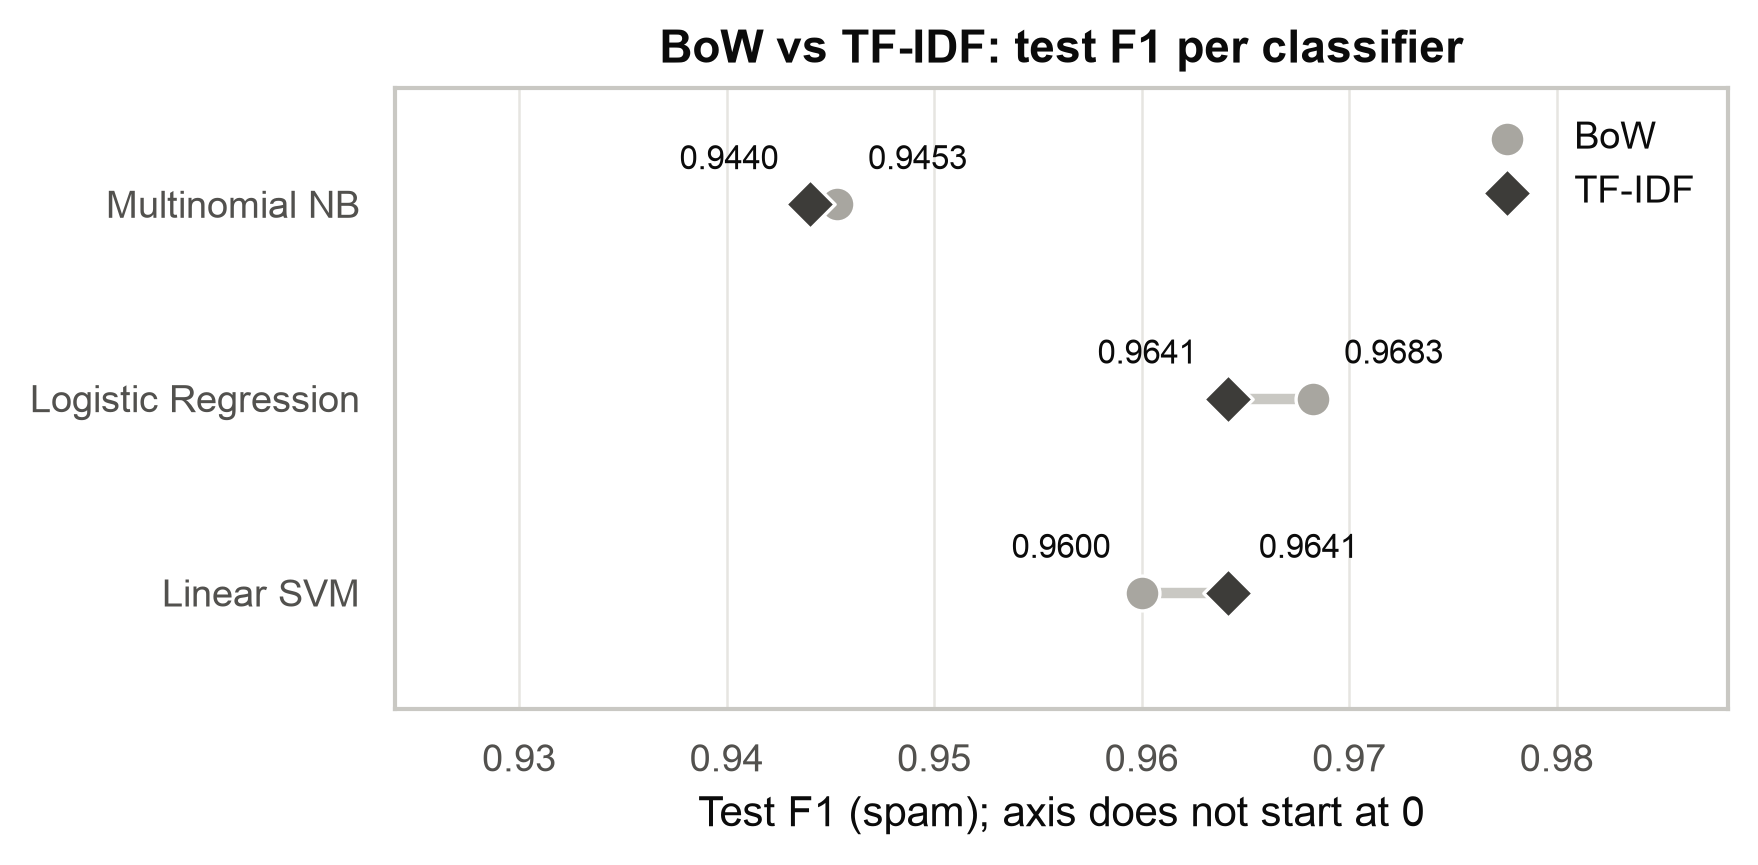 BoW vs TF-IDF: test F1 per classifier
BoW
TF-IDF
0.9440 0.9453
Multinomial NB
0.9641 0.9683
Logistic Regression
0.9600 0.9641
Linear SVM
0.93 0.94 0.95 0.96 0.97 0.98
Test F1 (spam); axis does not start at 0